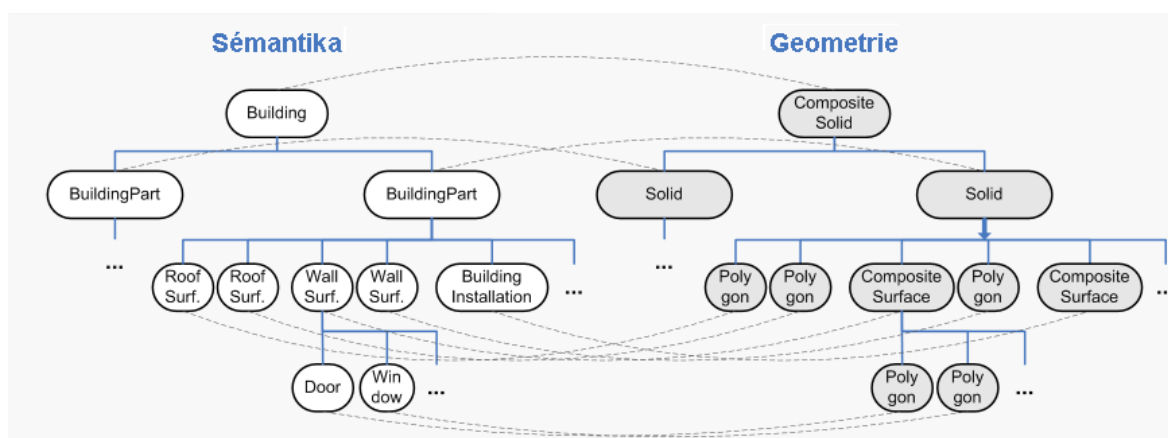 Sémantika
Geometrie
Building
Composite
Solid
BuildingPart
BuildingPart
Solid
Solid
...
Roof
Surf.
Roof
Surf.
Wall
Surf.
Wall
Surf.
Building
Installation
...
...
Poly
gon
Poly
gon
Composite
Surface
Poly
gon
Composite
Surface
...
Door
Win
dow
...
Poly
gon
Poly
gon
...